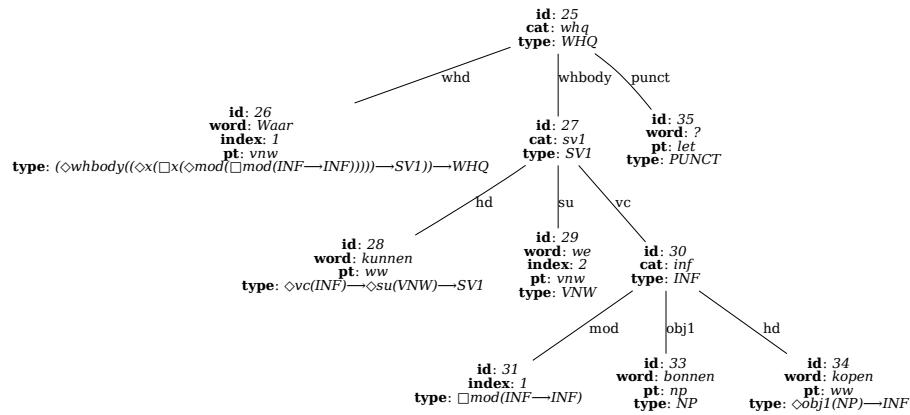 id: 25
cat: whq
type: WHQ
whd
whbody
punct
id: 26
word: Waar
index: 1
pt: vnw
type: (◇whbody((◇x(□x(◇mod(□mod(INF⟶INF)))))⟶SV1))⟶WHQ
id: 27
cat: sv1
type: SV1
id: 35
word: ?
pt: let
type: PUNCT
hd
su
vc
id: 28
word: kunnen
pt: ww
type: ◇vc(INF)⟶◇su(VNW)⟶SV1
id: 29
word: we
index: 2
pt: vnw
type: VNW
id: 30
cat: inf
type: INF
mod
obj1
hd
id: 31
index: 1
type: □mod(INF⟶INF)
id: 33
word: bonnen
pt: np
type: NP
id: 34
word: kopen
pt: ww
type: ◇obj1(NP)⟶INF